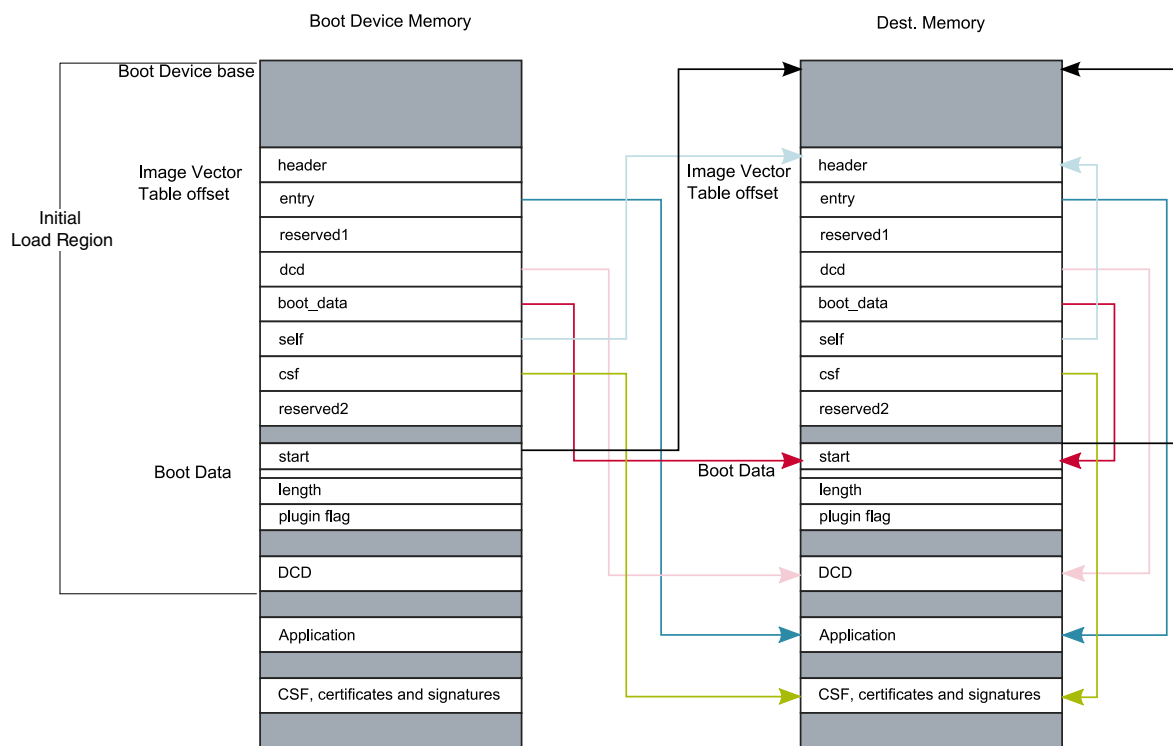 Boot Device Memory
Dest. Memory
Boot Device base
Image Vector
Table offset
Initial
Load Region
header
entry
reserved1
dcd
boot_data
self
csf
reserved2
Boot Data
start
length
plugin flag
DCD
Application
CSF, certificates and signatures
Image Vector
Table offset
header
entry
reserved1
dcd
boot_data
self
csf
reserved2
Boot Data
start
length
plugin flag
DCD
Application
CSF, certificates and signatures